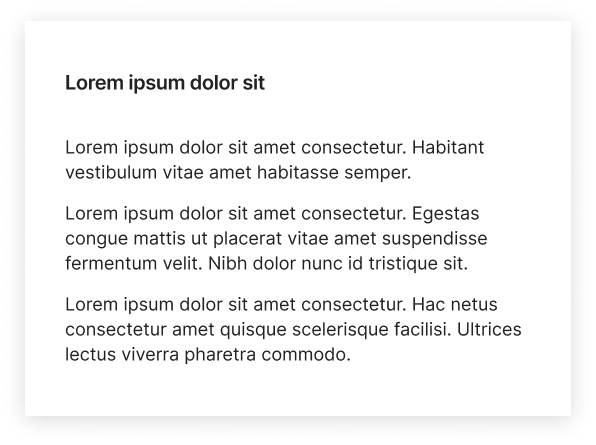 Lorem ipsum dolor sit
Lorem ipsum dolor sit amet consectetur. Habitant
vestibulum vitae amet habitasse semper.
Lorem ipsum dolor sit amet consectetur. Egestas
congue mattis ut placerat vitae amet suspendisse
fermentum velit. Nibh dolor nunc id tristique sit.
Lorem ipsum dolor sit amet consectetur. Hac netus
consectetur amet quisque scelerisque facilisi. Ultrices
lectus viverra pharetra commodo.